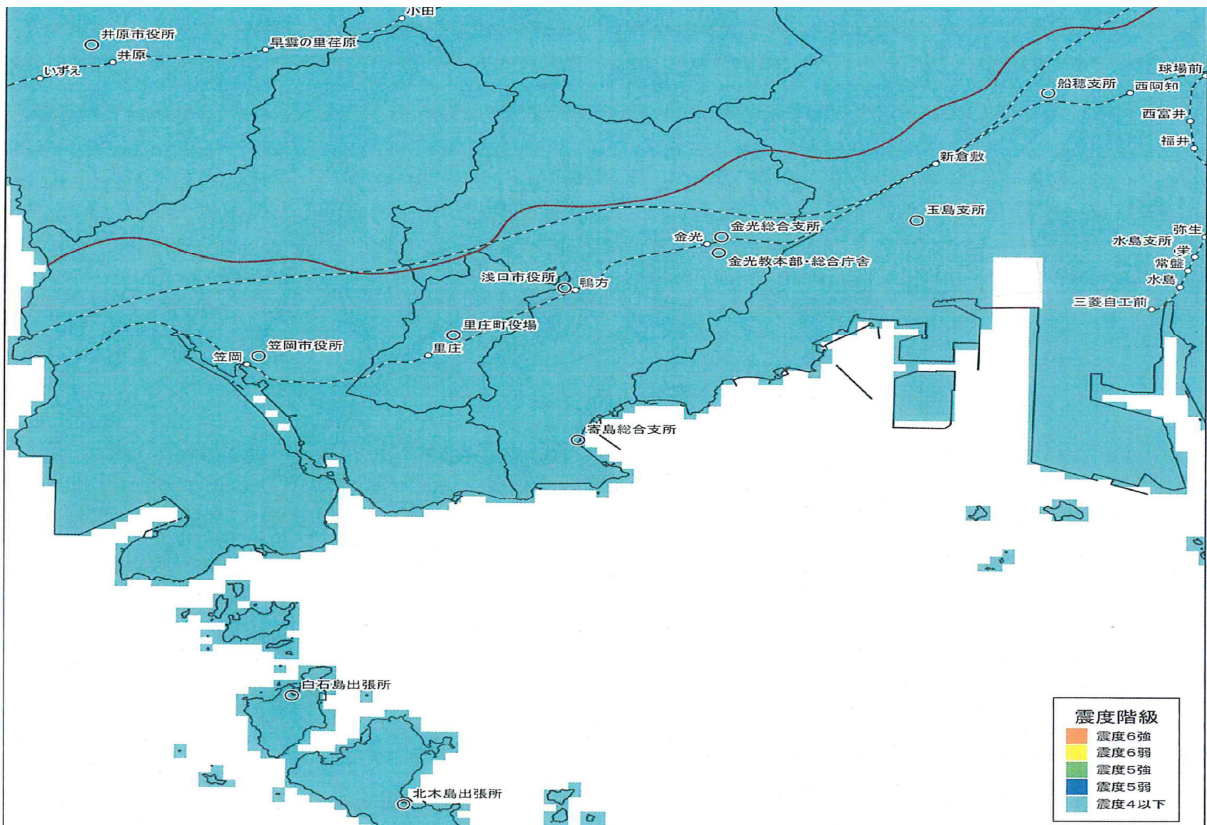 小田
井原市役所
早雲の里荏原
井原
いずえ
球場前
船穂支所
西阿知
西富井
福井
新倉敷
玉島支所
弥生
金光総合支所
水島支所
金光
栄
金光教本部・総合庁舎
常盤
浅口市役所
鴨方
水島
三菱自工前
里庄町役場
笠岡市役所
里庄
笠岡
寄島総合支所
白石島出張所
北木島出張所
震度階級
震度6強
震度6弱
震度5強
震度5弱
震度4以下